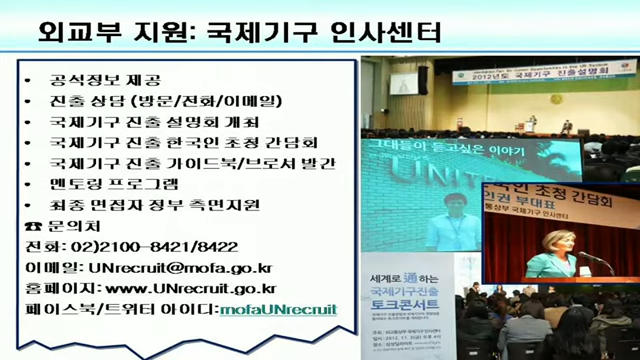 외교부 지원: 국제기구 인사센터
• 공식정보 제공
• 진출 상담 (방문/전화/이메일)
• 국제기구 진출 설명회 개최
• 국제기구 진출 한국인 초청 간담회
• 국제기구 진출 가이드북/브로셔 발간
• 멘토링 프로그램
• 최종 면접자 정부 측면지원
☎ 문의처
전화: 02)2100-8421/8422
이메일: UNrecruit@mofa.go.kr
홈페이지: www.UNrecruit.go.kr
페이스북/트위터 아이디:mofaUNrecruit
2012년도 국제기구 진출설명회
그대들이 듣고싶은 이야기
UNITE
국인 초청 간담회
인권 부대표
통상부 국제기구 인사센터
세계로 通하는
국제기구진출
토크콘서트